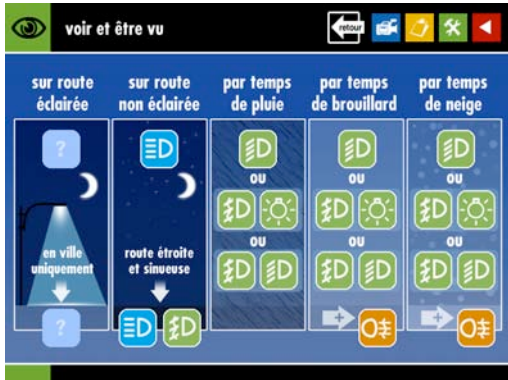 voir et être vu
retour
sur route
éclairée
sur route
non éclairée
par temps
de pluie
par temps
de brouillard
par temps
de neige
?
OU
OU
OU
en ville
uniquement
route étroite
et sinueuse
OU
OU
OU
?